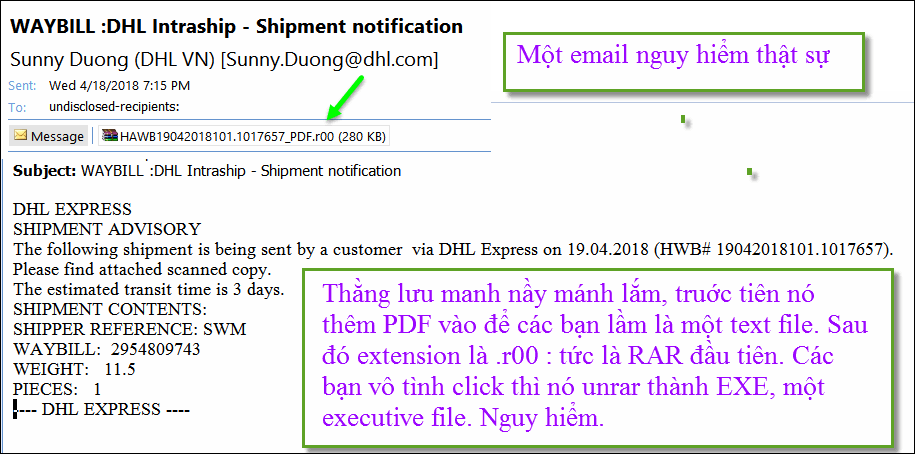 WAYBILL :DHL Intraship - Shipment notification
Sunny Duong (DHL VN) [Sunny.Duong@dhl.com]
Sent: Wed 4/18/2018 7:15 PM
To: undisclosed-recipients:
Message HAWB19042018101.1017657_PDF.r00 (280 KB)
Một email nguy hiểm thật sự
Subject: WAYBILL :DHL Intraship - Shipment notification
DHL EXPRESS
SHIPMENT ADVISORY
The following shipment is being sent by a customer via DHL Express on 19.04.2018 (HWB# 19042018101.1017657).
Please find attached scanned copy.
The estimated transit time is 3 days.
SHIPMENT CONTENTS:
SHIPPER REFERENCE: SWM
WAYBILL: 2954809743
WEIGHT: 11.5
PIECES: 1
---- DHL EXPRESS ----
Thằng lưu manh nầy mánh lắm, trước tiên nó
thêm PDF vào để các bạn lầm là một text file. Sau
đó extension là .r00 : tức là RAR đầu tiên. Các
bạn vô tình click thì nó unrar thành EXE, một
executive file. Nguy hiểm.